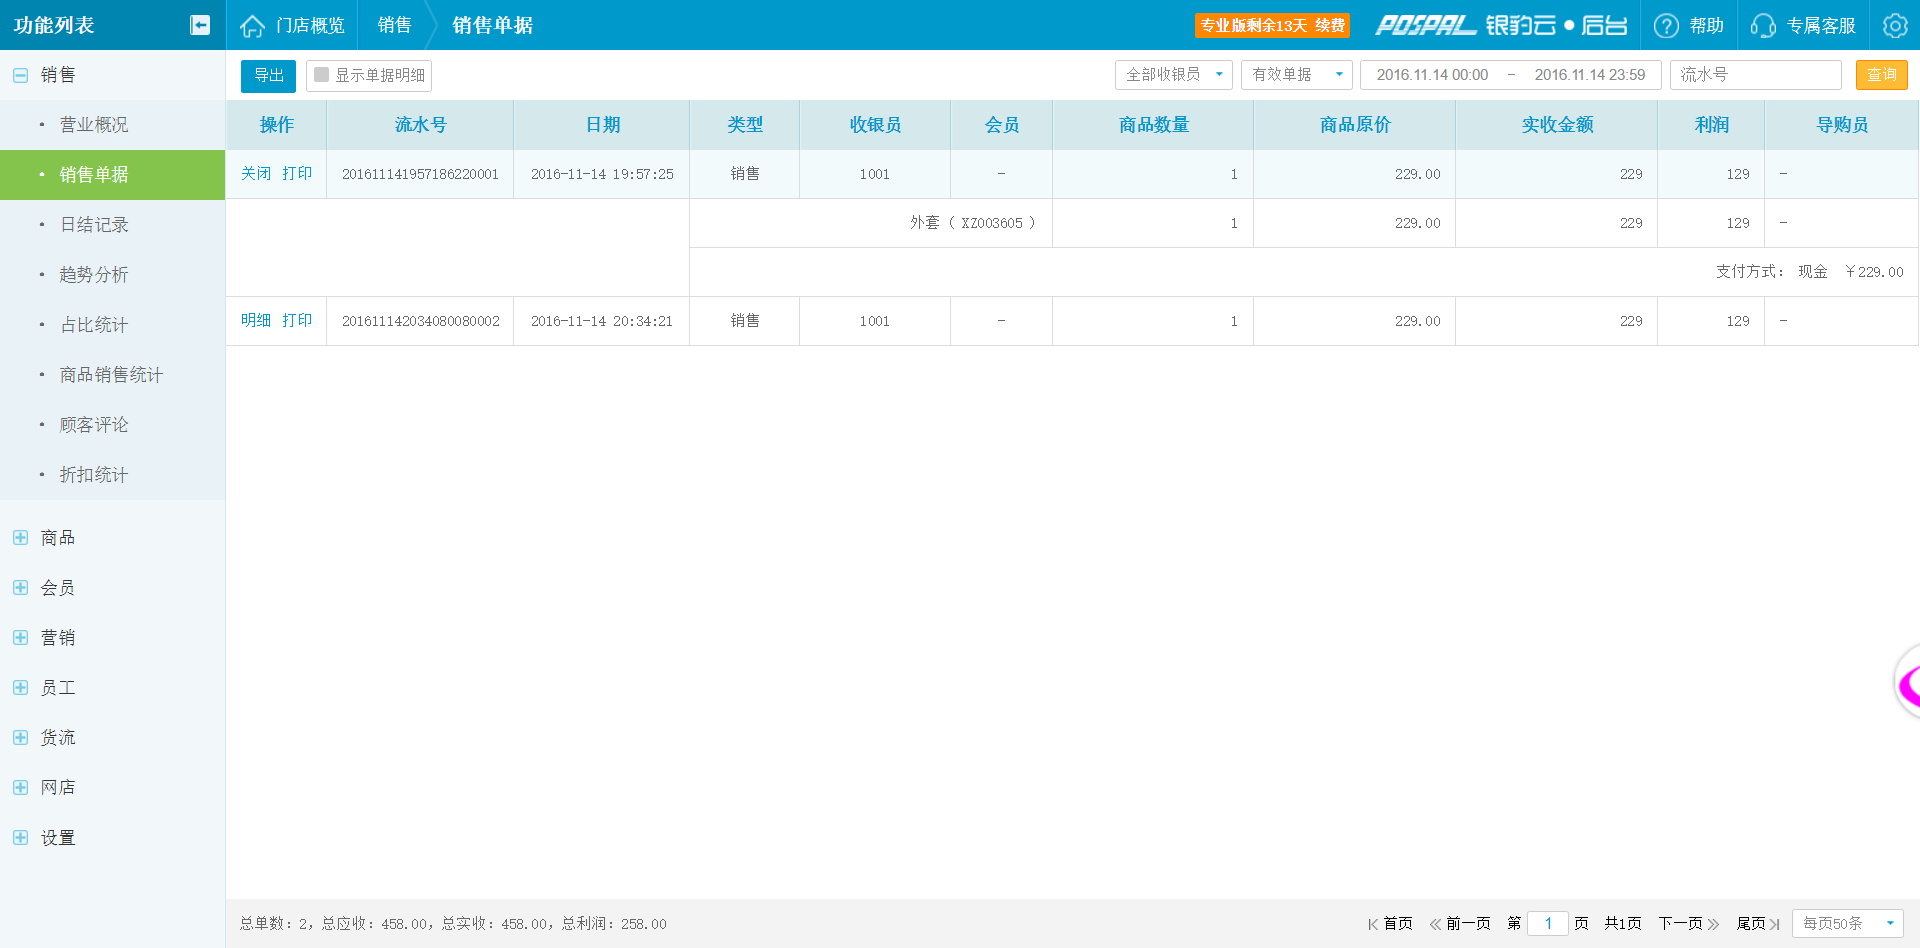 功能列表
门店概览 销售 销售单据 专业版剩余13天 续费 POSPAL 银豹云●后台 帮助 专属客服
销售
营业概况
销售单据
日结记录
趋势分析
占比统计
商品销售统计
顾客评论
折扣统计
商品
会员
营销
员工
货流
网店
设置
导出 显示单据明细 全部收银员 有效单据 2016.11.14 00:00 - 2016.11.14 23:59 流水号 查询
操作 流水号 日期 类型 收银员 会员 商品数量 商品原价 实收金额 利润 导购员
关闭 打印 201611141957186220001 2016-11-14 19:57:25 销售 1001 - 1 229.00 229 129 -
外套（ XZ003605 ） 1 229.00 229 129 -
支付方式： 现金 ￥229.00
明细 打印 201611142034080080002 2016-11-14 20:34:21 销售 1001 - 1 229.00 229 129 -
总单数：2，总应收：458.00，总实收：458.00，总利润：258.00
首页 前一页 第 1 页 共1页 下一页 尾页 每页50条